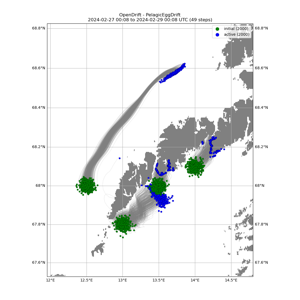 OpenDrift - PelagicEggDrift
2024-02-27 00:08 to 2024-02-29 00:08 UTC (49 steps)
initial (2000)
active (2000)
68.8°N
68.8°N
68.6°N
68.6°N
68.4°N
68.4°N
68.2°N
68.2°N
68°N
68°N
67.8°N
67.8°N
67.6°N
67.6°N
12°E 12.5°E 13°E 13.5°E 14°E 14.5°E